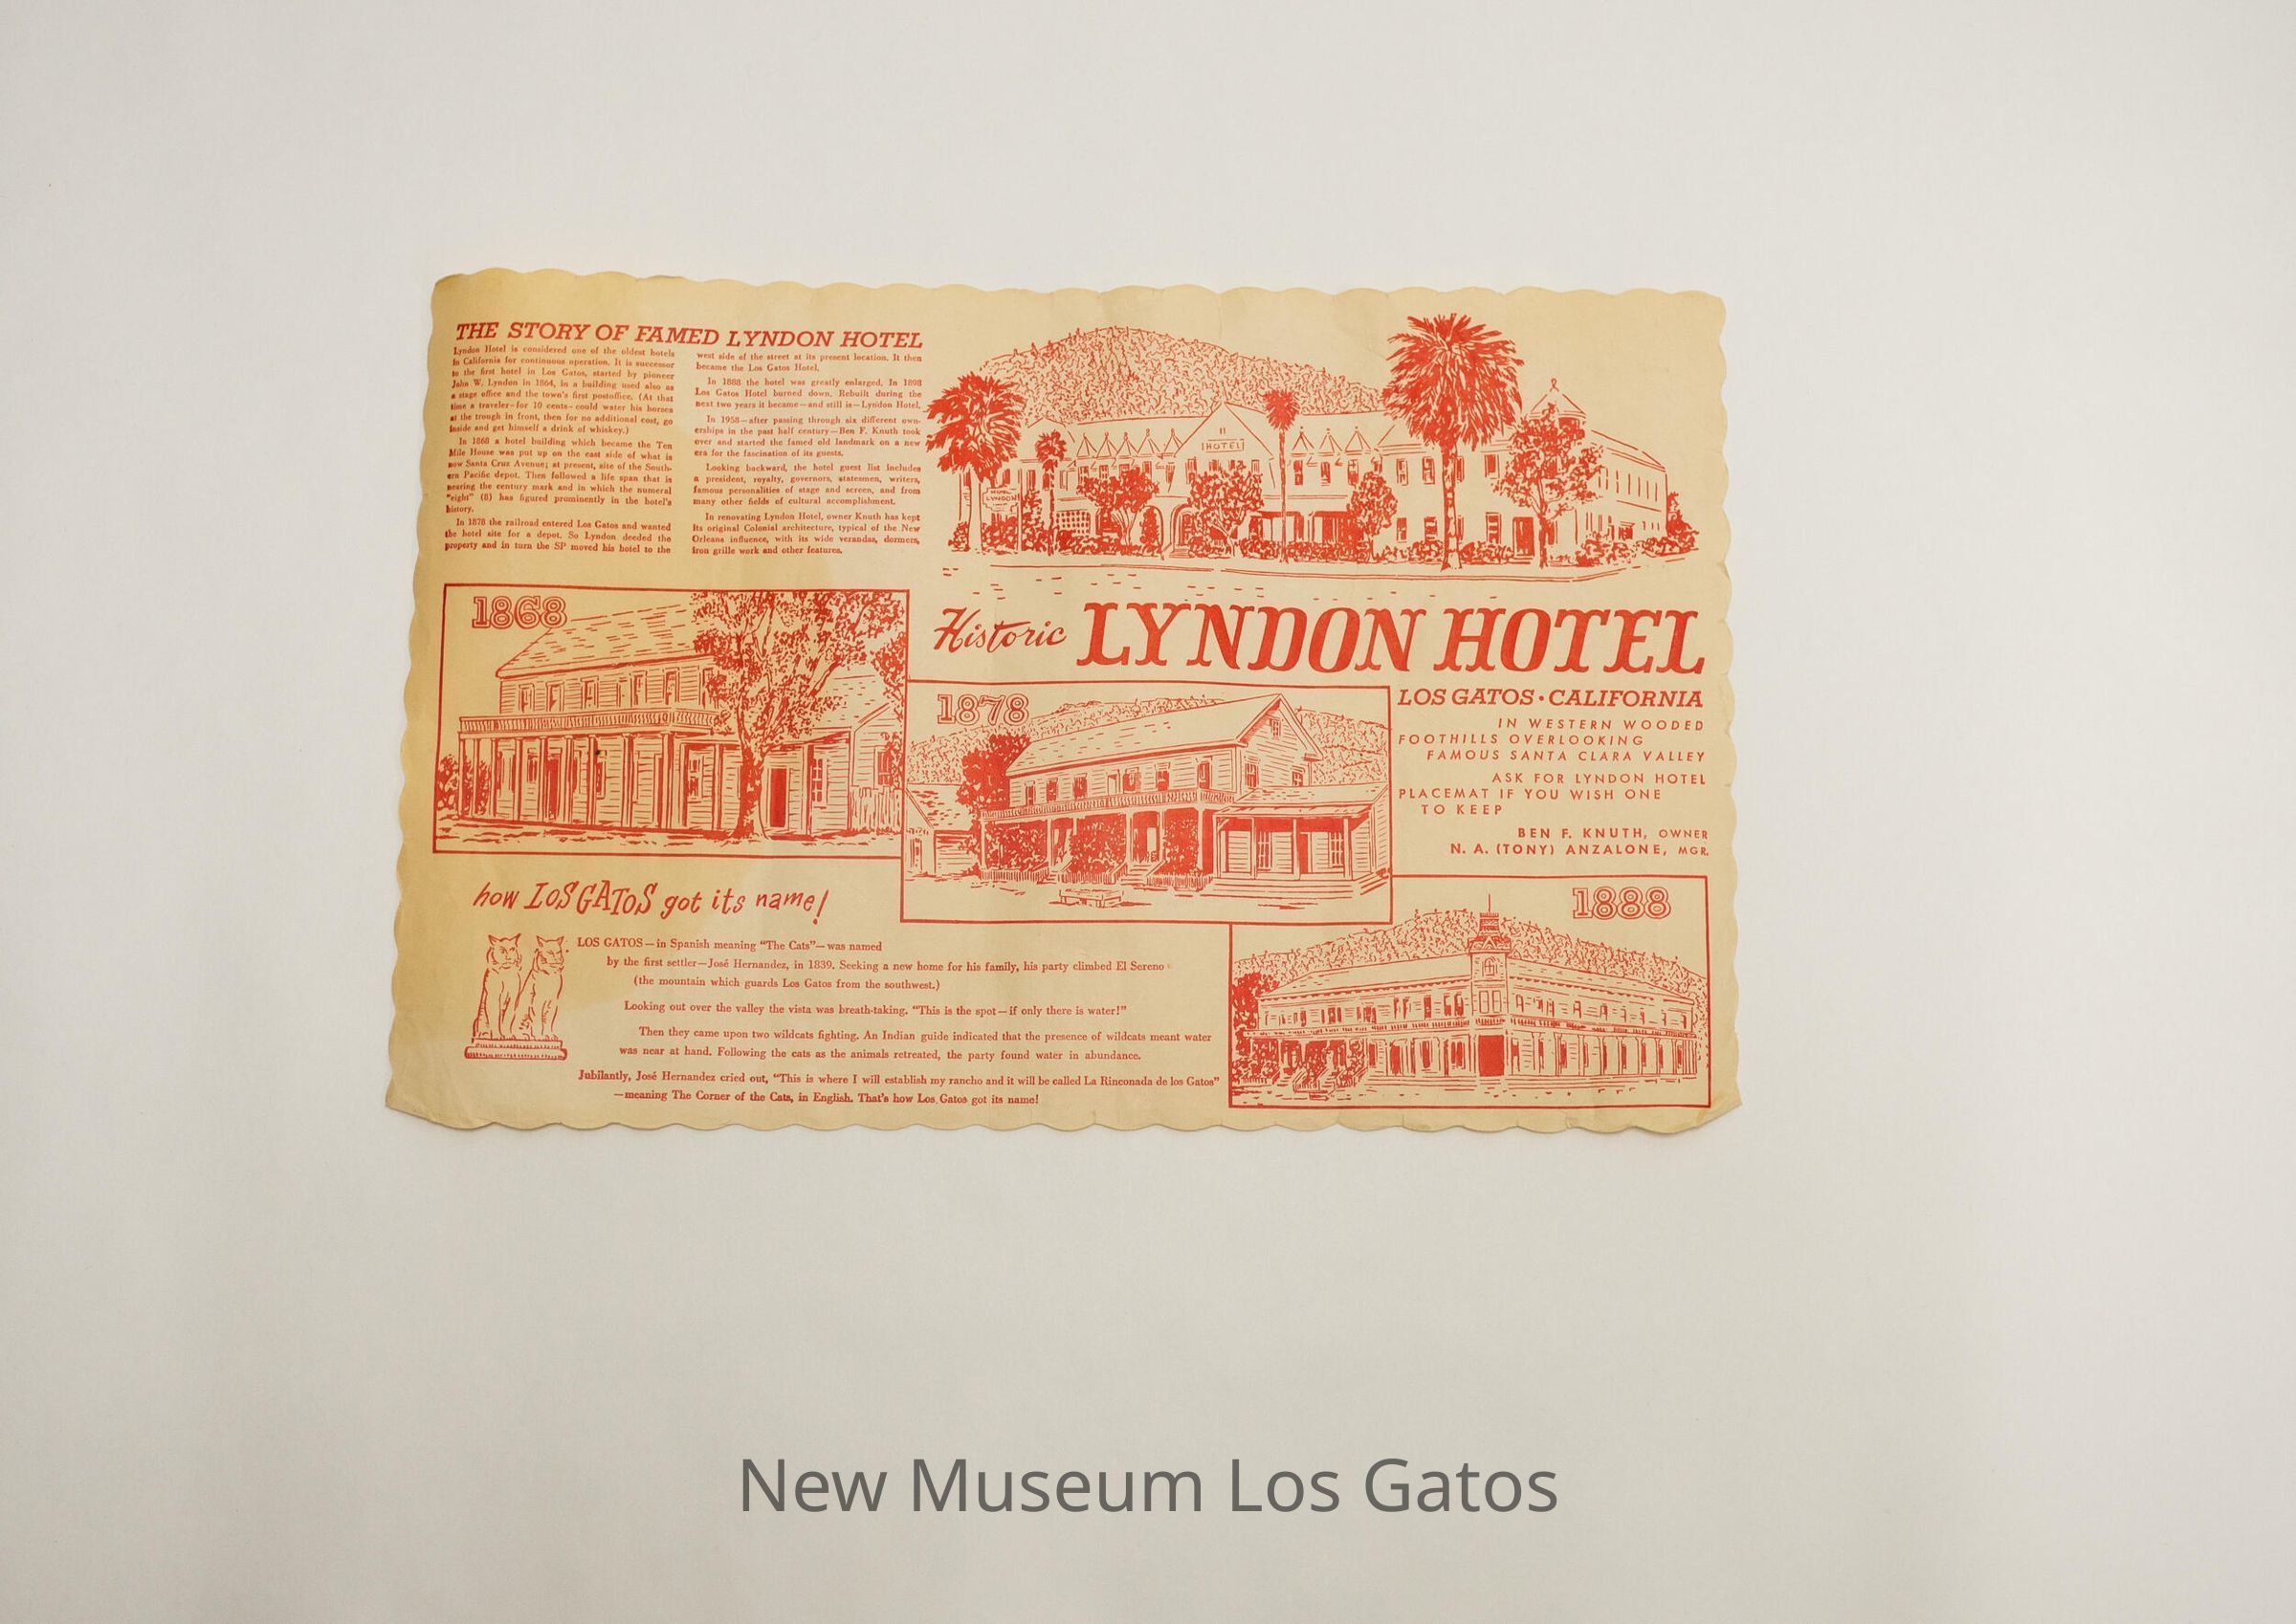 THE STORY OF FAMED LYNDON HOTEL
Lyndon Hotel is considered one of the oldest hotels
in California for continuous operation. It is successor
to the first hotel in Los Gatos, started by pioneer
John W. Lyndon in 1864, in a building used also as
a stage office and the town's first postoffice. (At that
time a traveler—for 10 cents—could water his horses
at the trough in front, then for no additional cost, go
inside and get himself a drink of whiskey.)
In 1868 a hotel building which became the Ten
Mile House was put up on the east side of what is
now Santa Cruz Avenue; at present, site of the South-
ern Pacific depot. Then followed a life span that is
nearing the century mark and in which the numeral
"eight" (8) has figured prominently in the hotel's
history.
In 1878 the railroad entered Los Gatos and wanted
the hotel site for a depot. So Lyndon deeded the
property and in turn the SP moved his hotel to the
west side of the street at its present location. It then
became the Los Gatos Hotel.
In 1888 the hotel was greatly enlarged. In 1898
Los Gatos Hotel burned down. Rebuilt during the
next two years it became—and still is—Lyndon Hotel.
In 1958—after passing through six different own-
erships in the past half century—Ben F. Knuth took
over and started the famed old landmark on a new
era for the fascination of its guests.
Looking backward, the hotel guest list includes
a president, royalty, governors, statesmen, writers,
famous personalities of stage and screen, and from
many other fields of cultural accomplishment.
In renovating Lyndon Hotel, owner Knuth has kept
its original Colonial architecture, typical of the New
Orleans influence, with its wide verandas, dormers,
iron grille work and other features.
HOTEL
HOTEL
LYNDON
Historic LYNDON HOTEL
LOS GATOS • CALIFORNIA
IN WESTERN WOODED
FOOTHILLS OVERLOOKING
FAMOUS SANTA CLARA VALLEY
ASK FOR LYNDON HOTEL
PLACEMAT IF YOU WISH ONE
TO KEEP
BEN F. KNUTH, OWNER
N. A. (TONY) ANZALONE, MGR.
1868
1878
1888
how LOS GATOS got its name!
LOS GATOS—in Spanish meaning "The Cats"—was named
by the first settler—José Hernandez, in 1839. Seeking a new home for his family, his party climbed El Sereno
(the mountain which guards Los Gatos from the southwest.)
Looking out over the valley the vista was breath-taking. "This is the spot—if only there is water!"
Then they came upon two wildcats fighting. An Indian guide indicated that the presence of wildcats meant water
was near at hand. Following the cats as the animals retreated, the party found water in abundance.
Jubilantly, José Hernandez cried out, "This is where I will establish my rancho and it will be called La Rinconada de los Gatos"
—meaning The Corner of the Cats, in English. That's how Los Gatos got its name!
New Museum Los Gatos